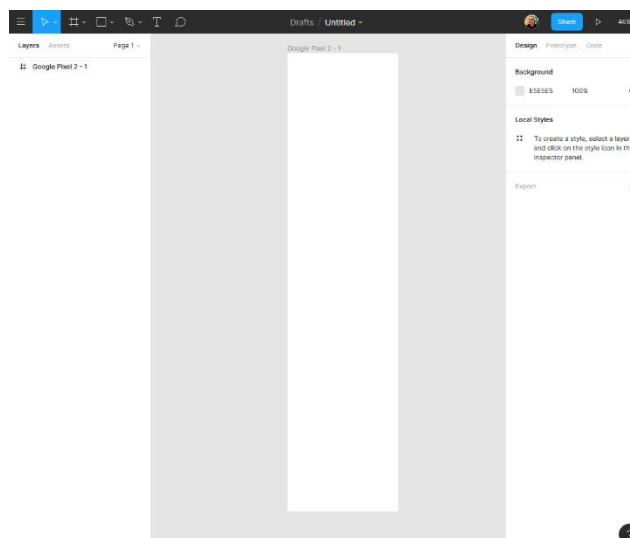 Drafts / Untitled
Share
46%
Layers Assets Page 1
Google Pixel 2 - 1
Google Pixel 2 - 1
Design Prototype Code
Background
E5E5E5 100%
Local Styles
To create a style, select a layer
and click on the style icon in th
inspector panel.
Export